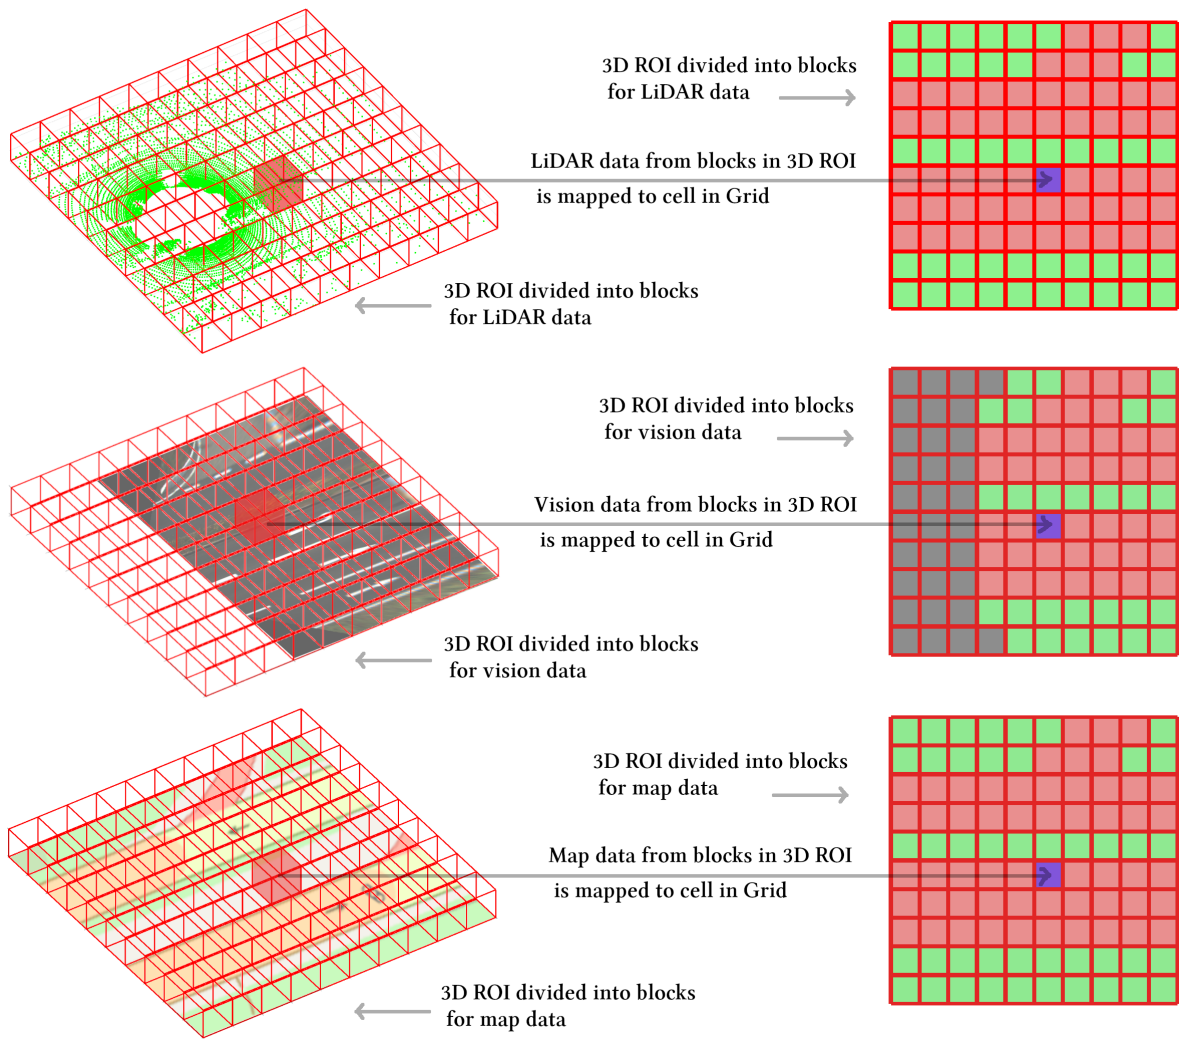 3D ROI divided into blocks
for LiDAR data
LiDAR data from blocks in 3D ROI
is mapped to cell in Grid
3D ROI divided into blocks
for LiDAR data
3D ROI divided into blocks
for vision data
Vision data from blocks in 3D ROI
is mapped to cell in Grid
3D ROI divided into blocks
for vision data
3D ROI divided into blocks
for map data
Map data from blocks in 3D ROI
is mapped to cell in Grid
3D ROI divided into blocks
for map data